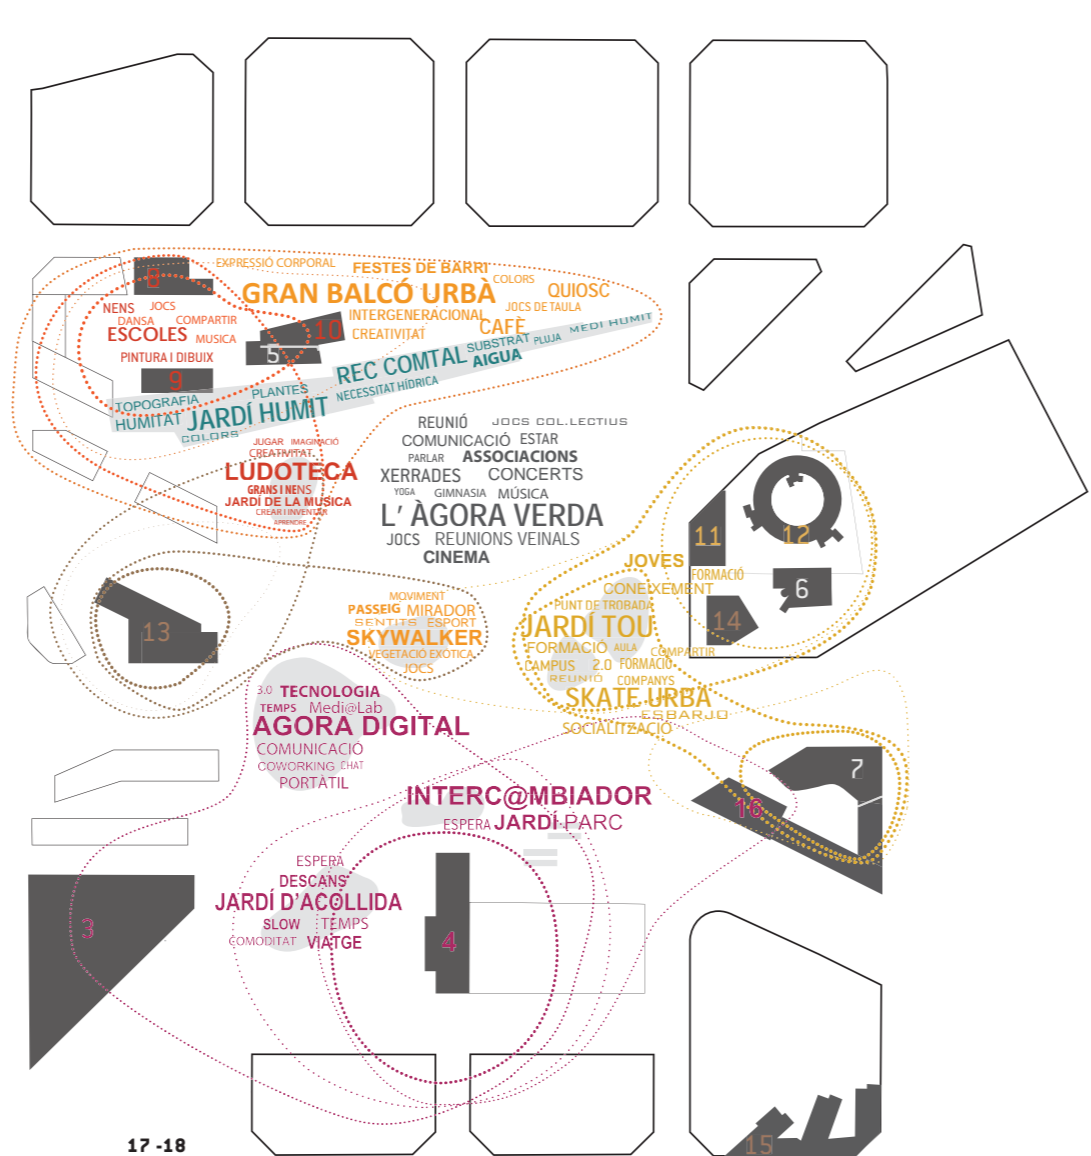 8
EXPRESSIÓ CORPORAL
FESTES DE BARRI
COLORS
GRAN BALCÓ URBÀ
QUIOSC
NENS
JOCS
INTERGENERACIONAL
JOCS DE TAULA
DANSA
COMPARTIR
10
CREATIVITAT
CAFÈ
MEDI HUMIT
ESCOLES
MUSICA
5
REC COMTAL
SUBSTRAT
PLUJA
PINTURA I DIBUIX
AIGUA
9
NECESSITAT HÍDRICA
TOPOGRAFIA
PLANTES
HUMITAT
JARDÍ HUMIT
COLORS
REUNIÓ
JOCS COL.LECTIUS
JUGAR
IMAGINACIÓ
COMUNICACIÓ
ESTAR
CREATIVITAT
PARLAR
ASSOCIACIONS
LUDOTECA
XERRADES
CONCERTS
GRANS I NENS
YOGA
GIMNASIA
MÚSICA
JARDÍ DE LA MUSICA
CREAR I INVENTAR
L' ÀGORA VERDA
APRENDRE
JOCS
REUNIONS VEINALS
CINEMA
11
12
JOVES
FORMACIÓ
6
CONEIXEMENT
MOVIMENT
PASSEIG
MIRADOR
PUNT DE TROBADA
SENTITS
ESPORT
JARDÍ TOU
14
13
SKYWALKER
FORMACIÓ
AULA
COMPARTIR
VEGETACIÓ EXÒTICA
JOCS
CAMPUS
2.0
FORMACIÓ
REUNIÓ
COMPANYS
3.0
TECNOLOGIA
SKATE URBÀ
TEMPS
Medi@Lab
ESBARJO
AGORA DIGITAL
SOCIALITZACIÓ
COMUNICACIÓ
COWORKING
CHAT
7
PORTÀTIL
INTERC@MBIADOR
16
ESPERA
JARDÍ PARC
ESPERA
DESCANS
JARDÍ D'ACOLLIDA
SLOW
TEMPS
3
COMODITAT
VIATGE
4
17 -18
15